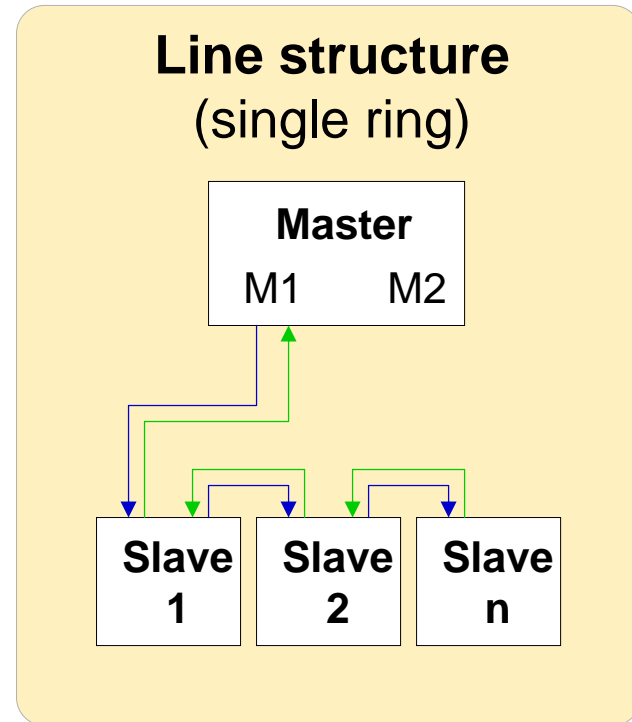 Line structure
(single ring)
Master
M1 M2
Slave Slave Slave
1 2 n